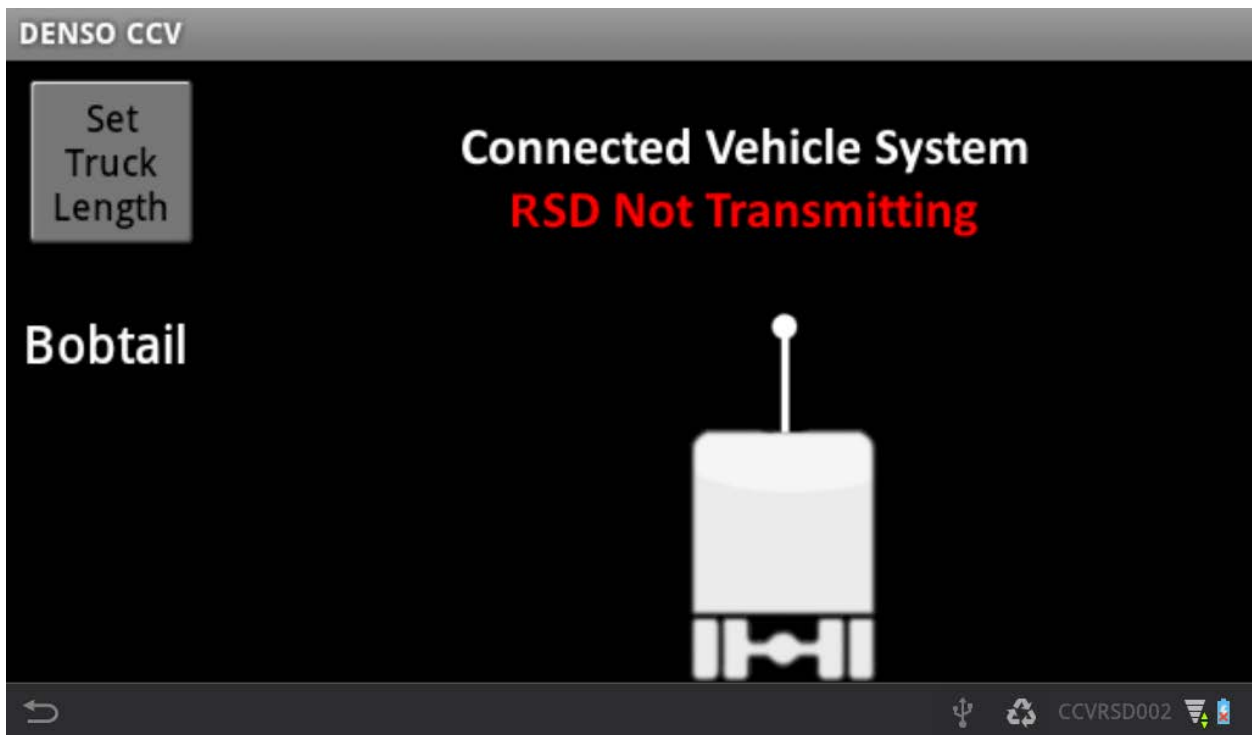 DENSO CCV
Set
Truck
Length
Connected Vehicle System
RSD Not Transmitting
Bobtail
CCVRSD002